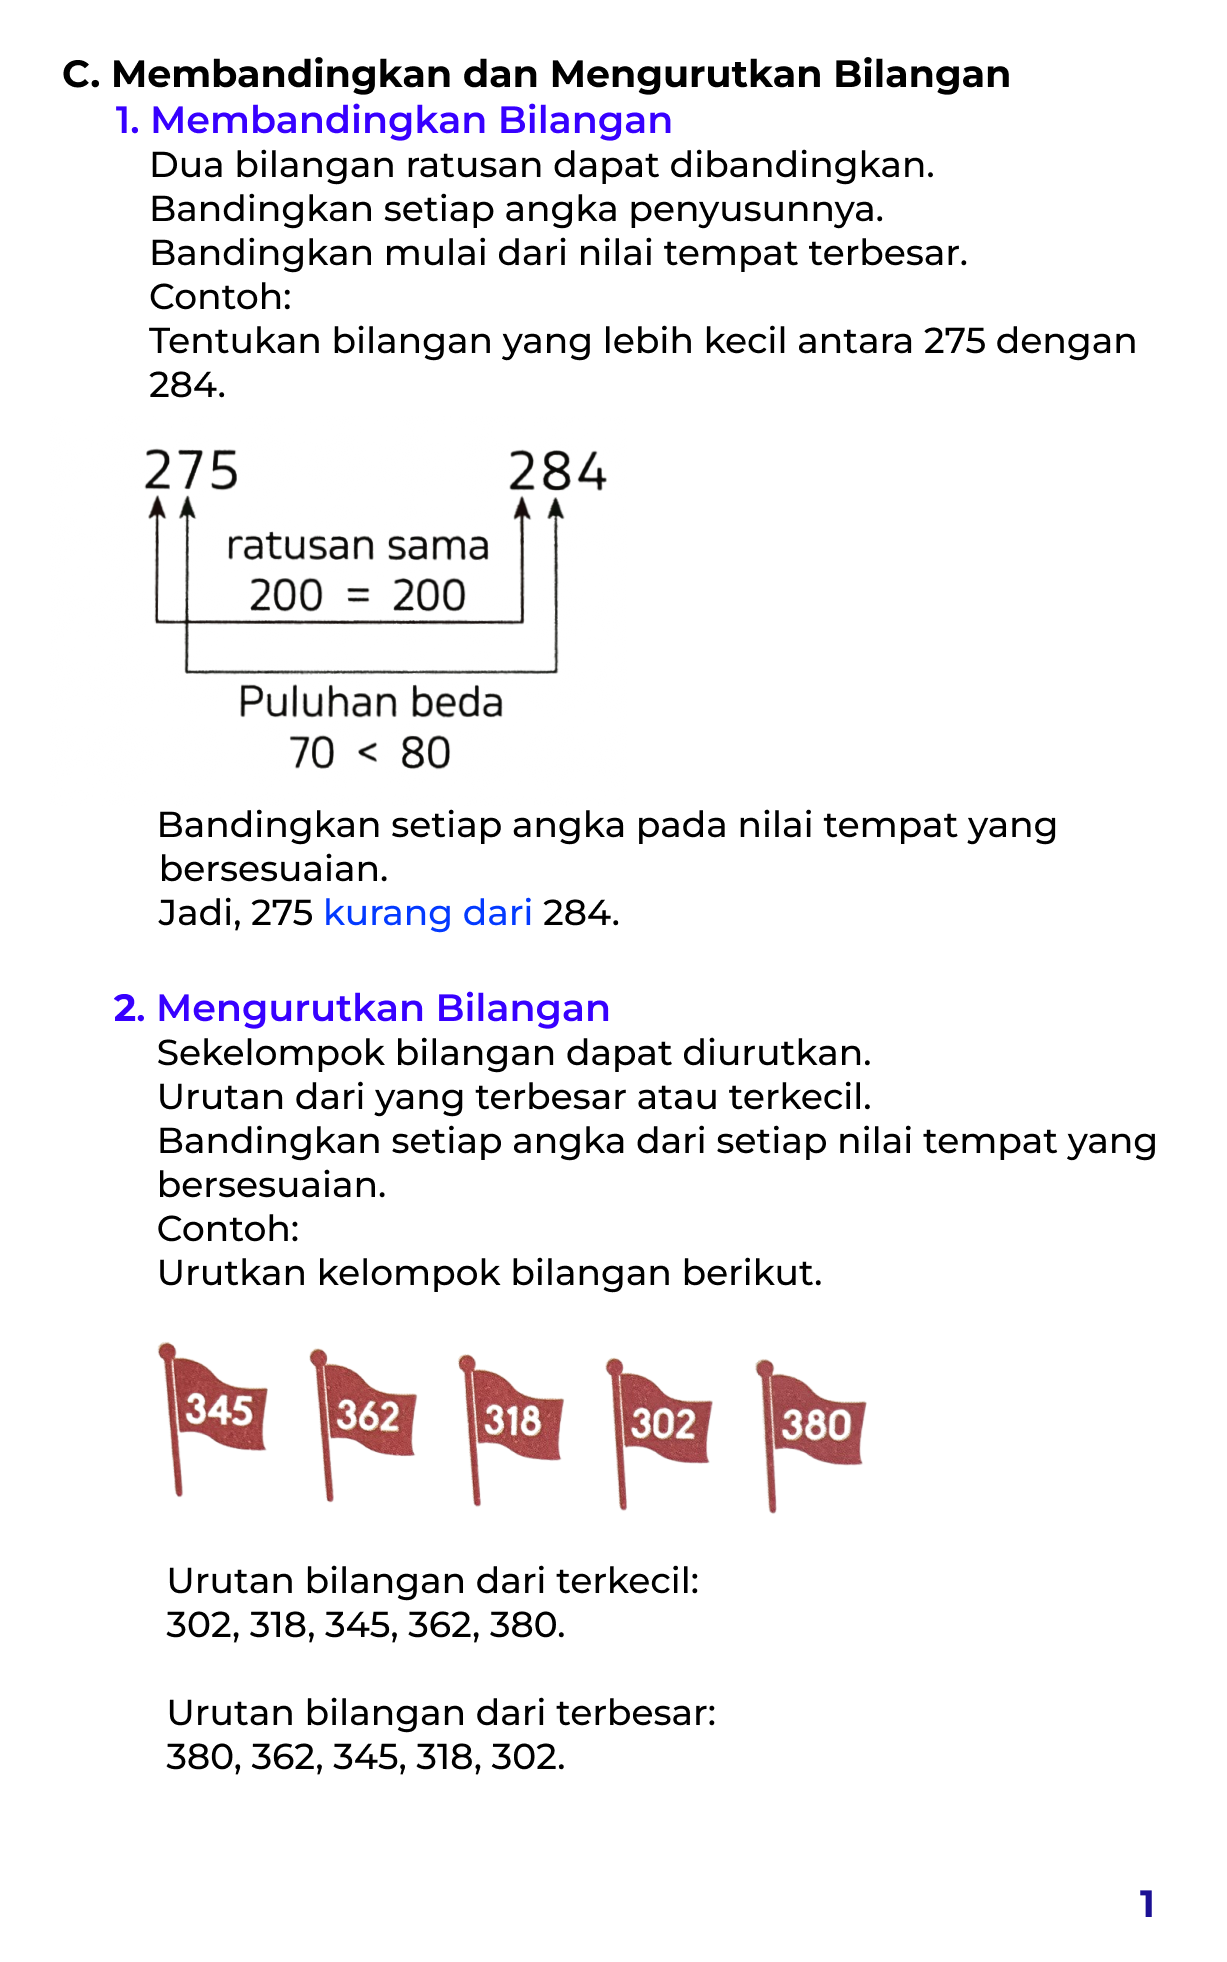 C. Membandingkan dan Mengurutkan Bilangan
1. Membandingkan Bilangan
Dua bilangan ratusan dapat dibandingkan.
Bandingkan setiap angka penyusunnya.
Bandingkan mulai dari nilai tempat terbesar.
Contoh:
Tentukan bilangan yang lebih kecil antara 275 dengan
284.
275 284
ratusan sama
200 = 200
Puluhan beda
70 < 80
Bandingkan setiap angka pada nilai tempat yang
bersesuaian.
Jadi, 275 kurang dari 284.
2. Mengurutkan Bilangan
Sekelompok bilangan dapat diurutkan.
Urutan dari yang terbesar atau terkecil.
Bandingkan setiap angka dari setiap nilai tempat yang
bersesuaian.
Contoh:
Urutkan kelompok bilangan berikut.
345 362 318 302 380
Urutan bilangan dari terkecil:
302, 318, 345, 362, 380.
Urutan bilangan dari terbesar:
380, 362, 345, 318, 302.
1